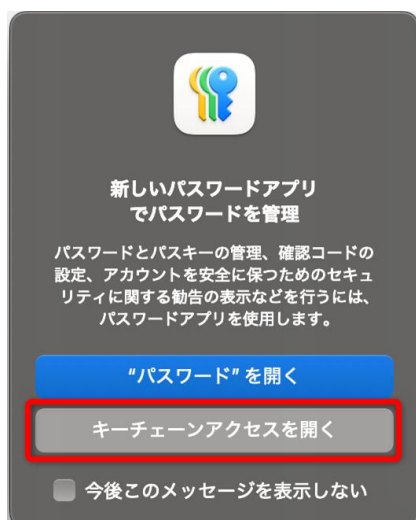 新しいパスワードアプリ
でパスワードを管理
パスワードとパスキーの管理、確認コードの
設定、アカウントを安全に保つためのセキュ
リティに関する勧告の表示などを行うには、
パスワードアプリを使用します。
“パスワード” を開く
キーチェーンアクセスを開く
今後このメッセージを表示しない